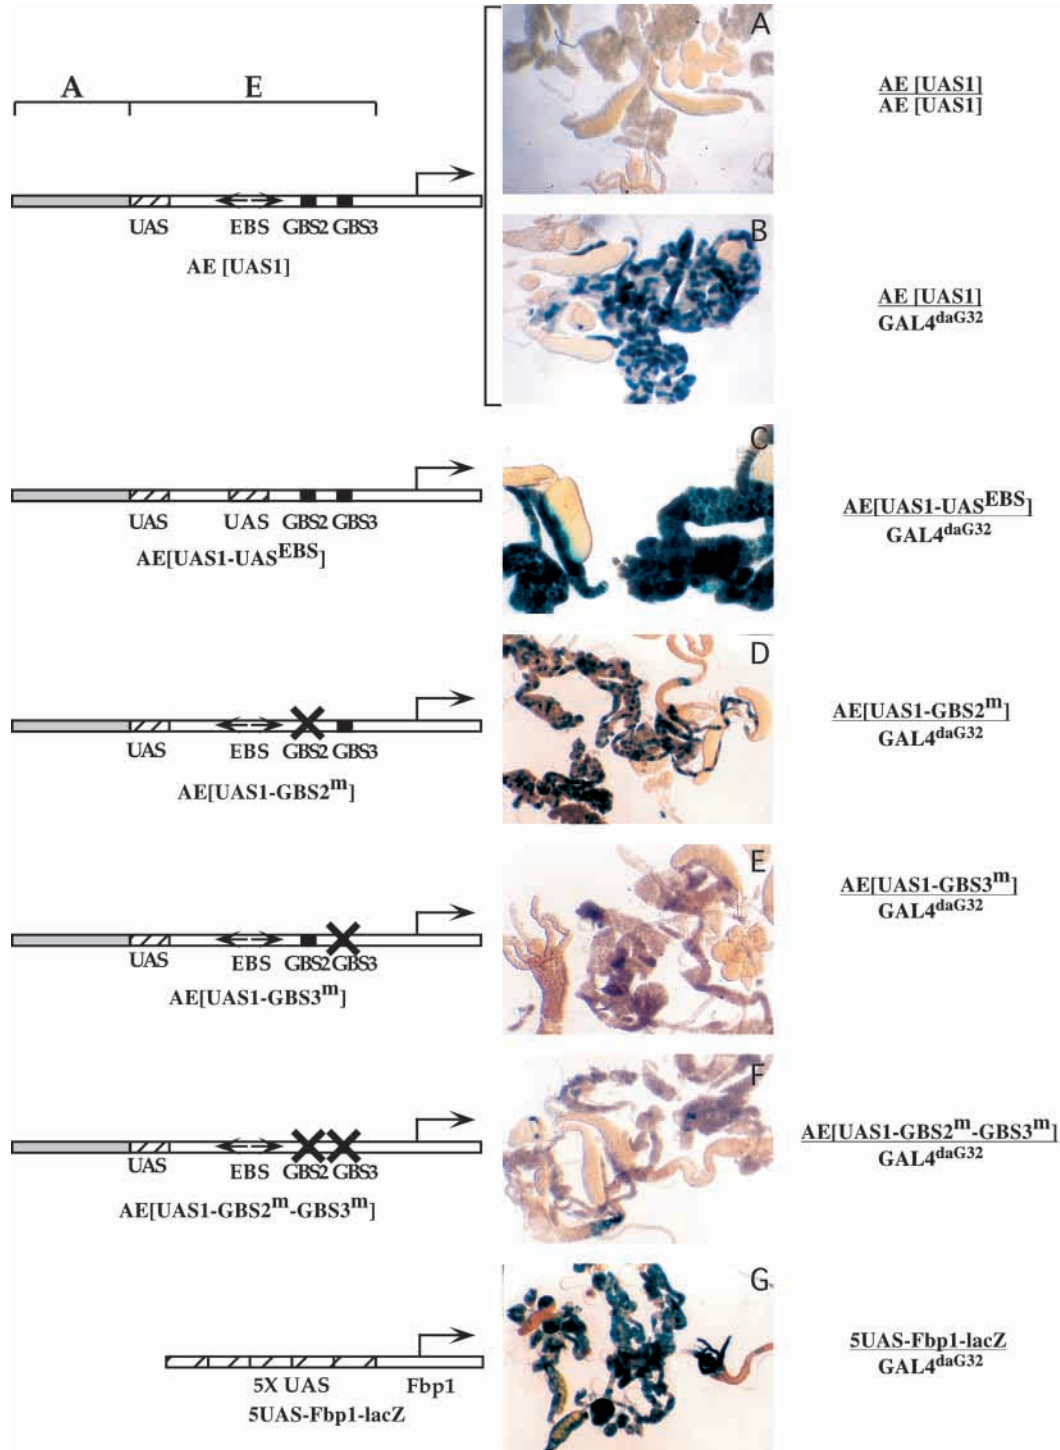 A E
UAS EBS GBS2 GBS3
AE [UAS1]
A
AE [UAS1]
AE [UAS1]
B
AE [UAS1]
GAL4daG32
UAS UAS GBS2 GBS3
AE[UAS1-UASEBS]
C
AE[UAS1-UASEBS]
GAL4daG32
UAS EBS GBS2 GBS3
AE[UAS1-GBS2m]
D
AE[UAS1-GBS2m]
GAL4daG32
UAS EBS GBS2 GBS3
AE[UAS1-GBS3m]
E
AE[UAS1-GBS3m]
GAL4daG32
UAS EBS GBS2 GBS3
AE[UAS1-GBS2m-GBS3m]
F
AE[UAS1-GBS2m-GBS3m]
GAL4daG32
5X UAS Fbp1
5UAS-Fbp1-lacZ
G
5UAS-Fbp1-lacZ
GAL4daG32